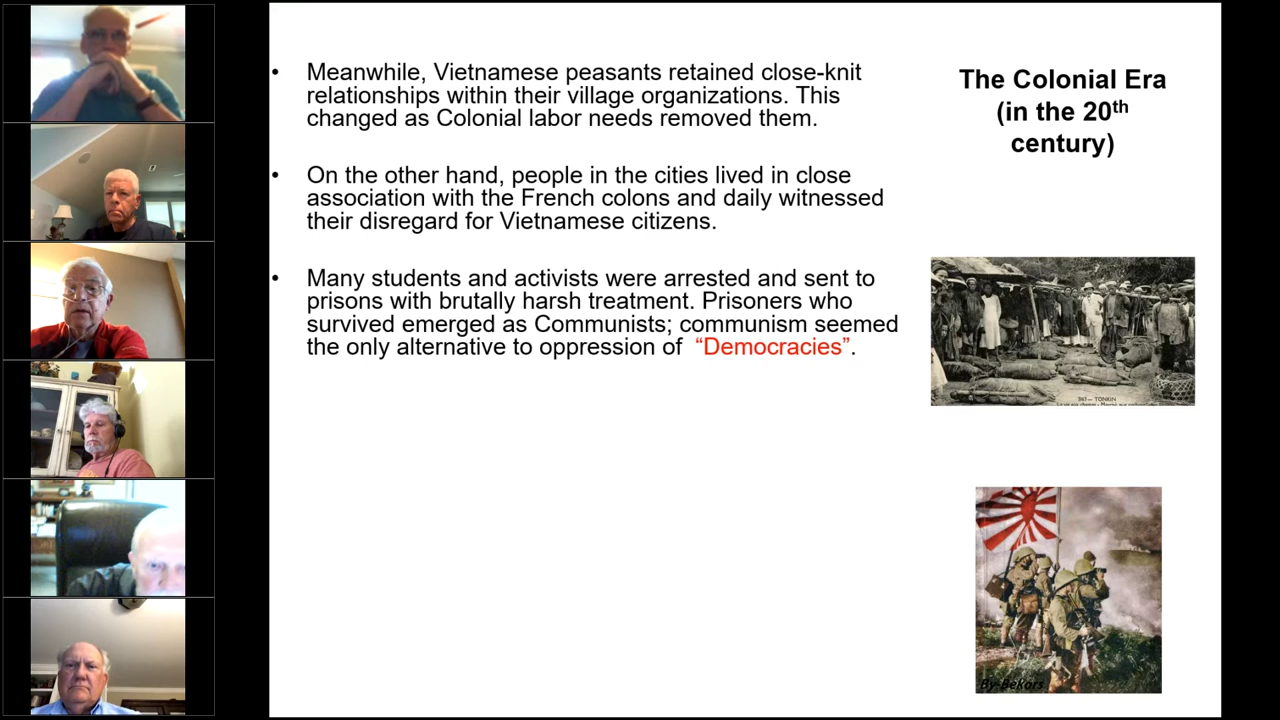 • Meanwhile, Vietnamese peasants retained close-knit
relationships within their village organizations. This
changed as Colonial labor needs removed them.
• On the other hand, people in the cities lived in close
association with the French colons and daily witnessed
their disregard for Vietnamese citizens.
• Many students and activists were arrested and sent to
prisons with brutally harsh treatment. Prisoners who
survived emerged as Communists; communism seemed
the only alternative to oppression of “Democracies”.
The Colonial Era
(in the 20th
century)
TONKIN
By-Bekors